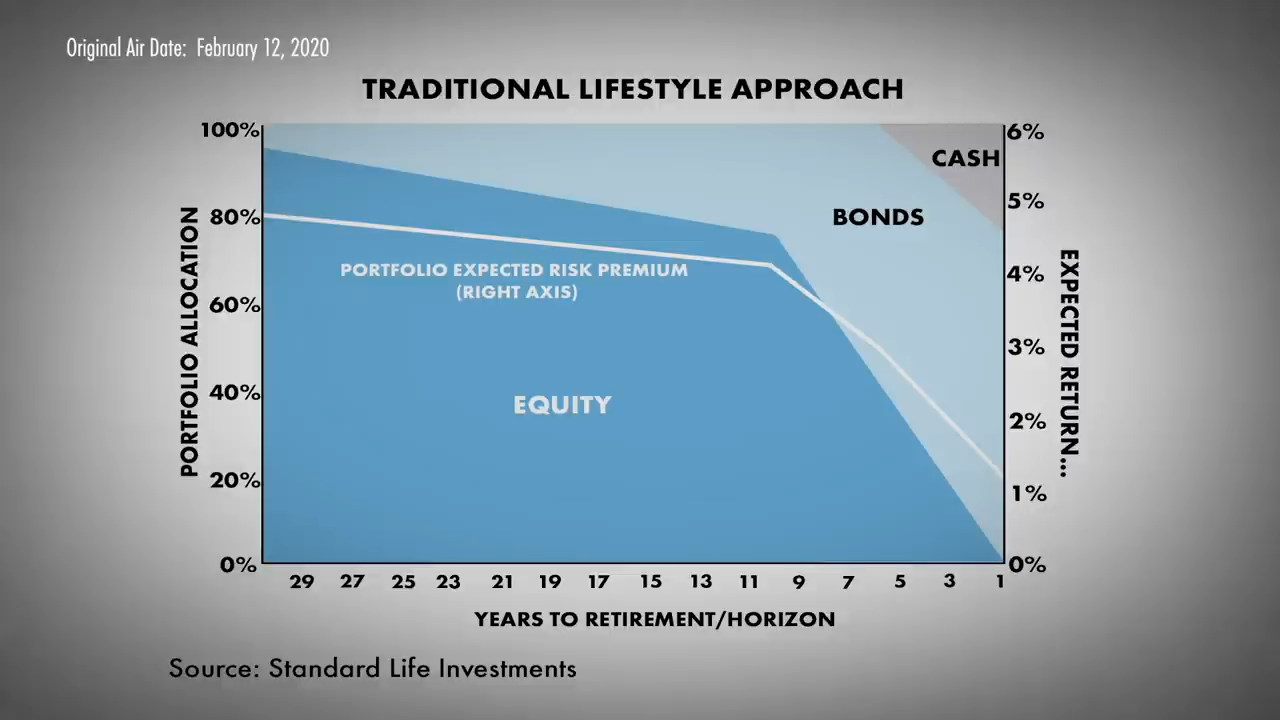 Original Air Date: February 12, 2020
TRADITIONAL LIFESTYLE APPROACH
100%
80%
60%
40%
20%
0%
PORTFOLIO ALLOCATION
CASH
BONDS
PORTFOLIO EXPECTED RISK PREMIUM
(RIGHT AXIS)
EQUITY
6%
5%
4%
3%
2%
1%
0%
EXPECTED RETURN...
29 27 25 23 21 19 17 15 13 11 9 7 5 3 1
YEARS TO RETIREMENT/HORIZON
Source: Standard Life Investments